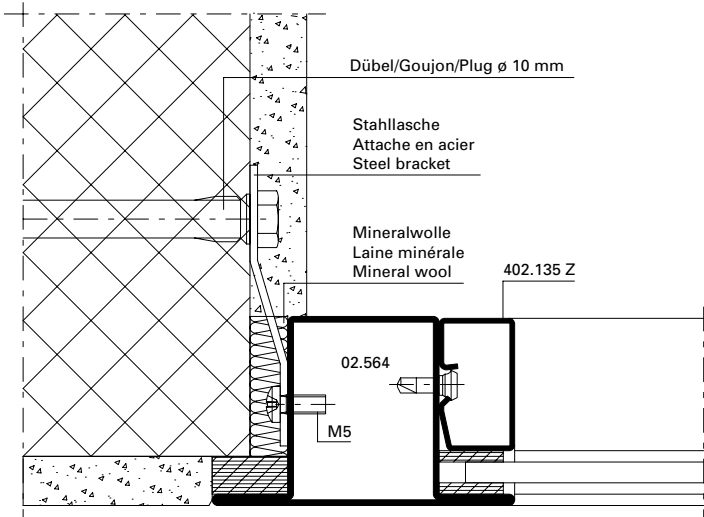 Dübel/Goujon/Plug ø 10 mm
Stahllasche
Attache en acier
Steel bracket
Mineralwolle
Laine minérale
Mineral wool
402.135 Z
02.564
M5